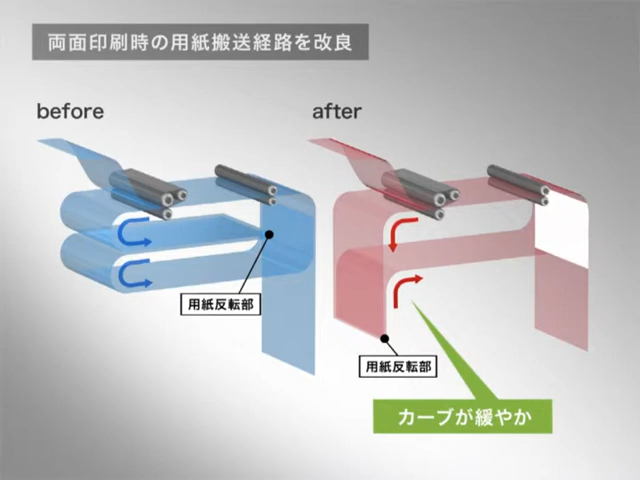 両面印刷時の用紙搬送経路を改良
before
after
用紙反転部
用紙反転部
カーブが緩やか